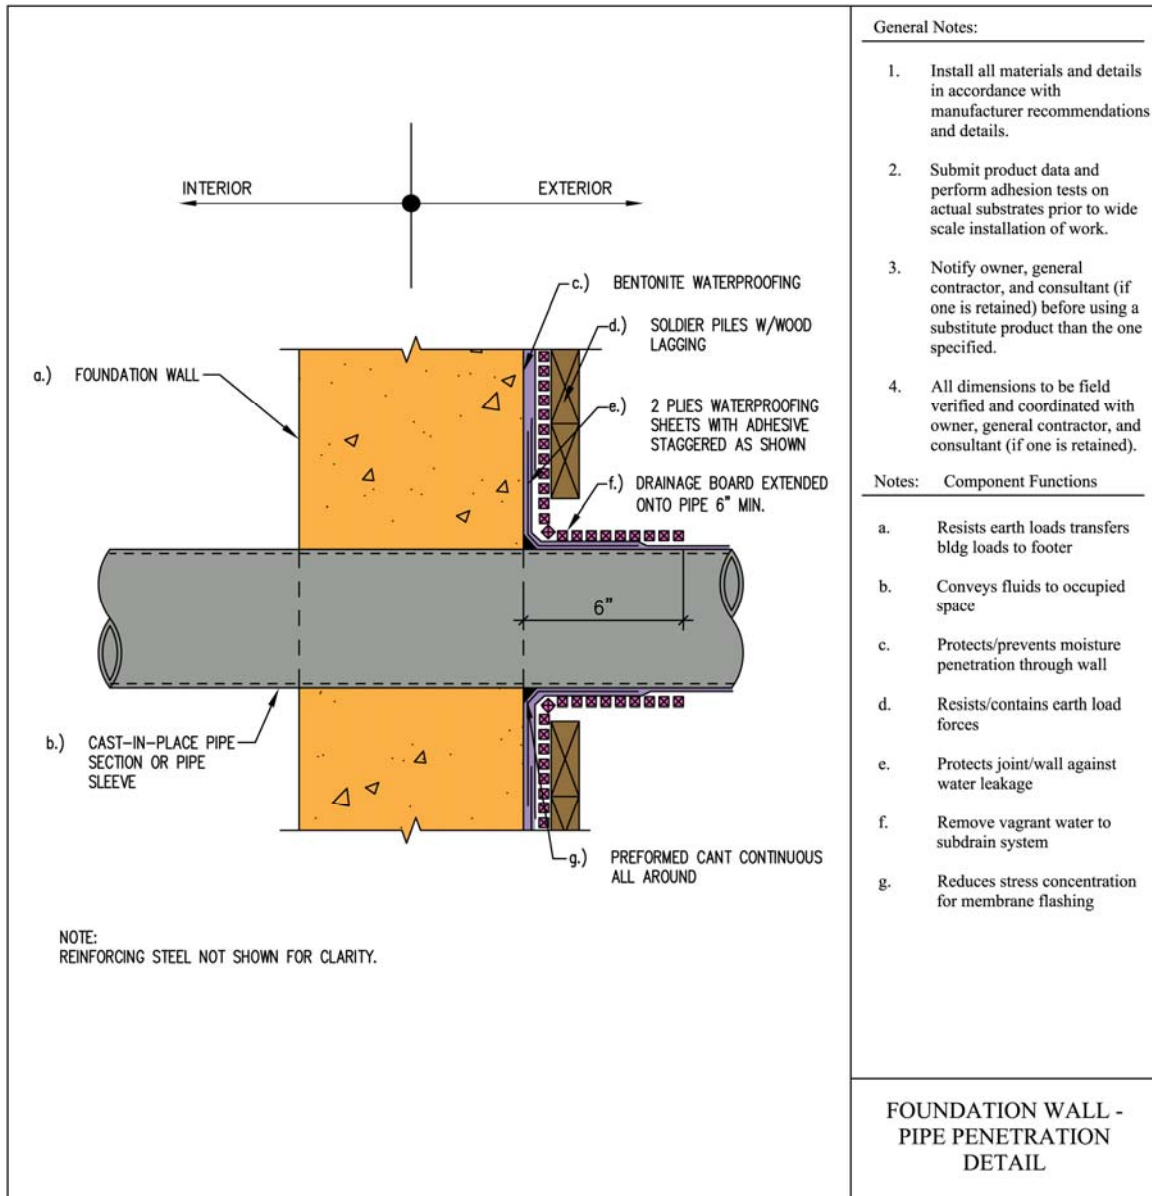 INTERIOR
EXTERIOR
c.) BENTONITE WATERPROOFING
d.) SOLDIER PILES W/WOOD
LAGGING
a.) FOUNDATION WALL
e.) 2 PLIES WATERPROOFING
SHEETS WITH ADHESIVE
STAGGERED AS SHOWN
f.) DRAINAGE BOARD EXTENDED
ONTO PIPE 6" MIN.
6"
b.) CAST-IN-PLACE PIPE
SECTION OR PIPE
SLEEVE
g.) PREFORMED CANT CONTINUOUS
ALL AROUND
NOTE:
REINFORCING STEEL NOT SHOWN FOR CLARITY.
General Notes:
1. Install all materials and details
in accordance with
manufacturer recommendations
and details.
2. Submit product data and
perform adhesion tests on
actual substrates prior to wide
scale installation of work.
3. Notify owner, general
contractor, and consultant (if
one is retained) before using a
substitute product than the one
specified.
4. All dimensions to be field
verified and coordinated with
owner, general contractor, and
consultant (if one is retained).
Notes: Component Functions
a. Resists earth loads transfers
bldg loads to footer
b. Conveys fluids to occupied
space
c. Protects/prevents moisture
penetration through wall
d. Resists/contains earth load
forces
e. Protects joint/wall against
water leakage
f. Remove vagrant water to
subdrain system
g. Reduces stress concentration
for membrane flashing
FOUNDATION WALL -
PIPE PENETRATION
DETAIL